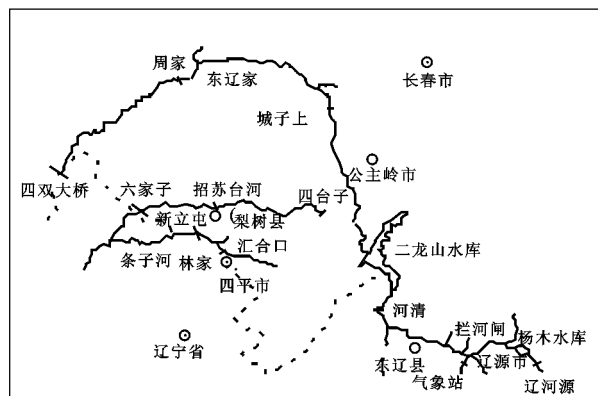 周家
东辽家
长春市
城子上
公主岭市
四双大桥
六家子
招苏台河
四台子
新立屯
梨树县
汇合口
二龙山水库
条子河
林家
四平市
河清
拦河闸
杨木水库
辽宁省
东辽县
辽源市
气象站
辽河源